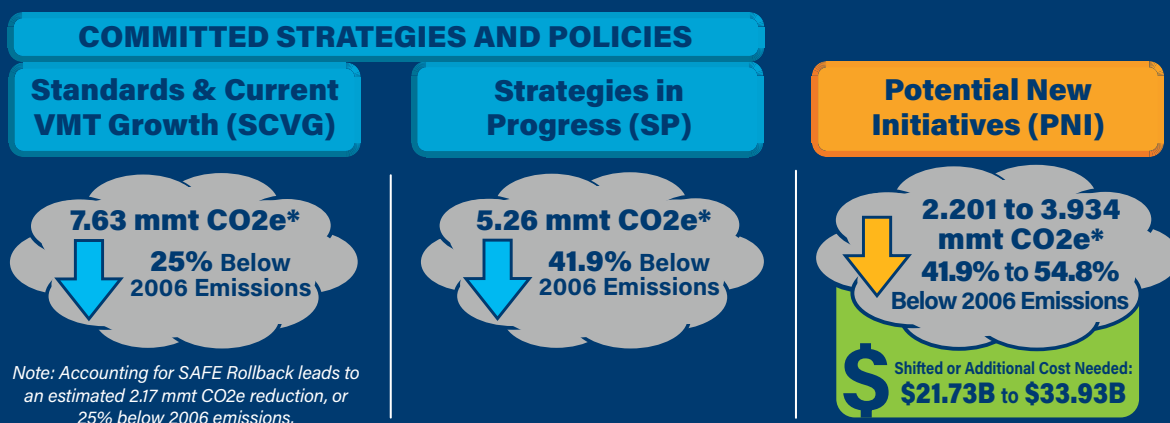 COMMITTED STRATEGIES AND POLICIES
Standards & Current
VMT Growth (SCVG)
7.63 mmt CO2e*
25% Below
2006 Emissions
Note: Accounting for SAFE Rollback leads to
an estimated 2.17 mmt CO2e reduction, or
25% below 2006 emissions.
Strategies in
Progress (SP)
5.26 mmt CO2e*
41.9% Below
2006 Emissions
Potential New
Initiatives (PNI)
2.201 to 3.934
mmt CO2e*
41.9% to 54.8%
Below 2006 Emissions
$
Shifted or Additional Cost Needed:
$21.73B to $33.93B